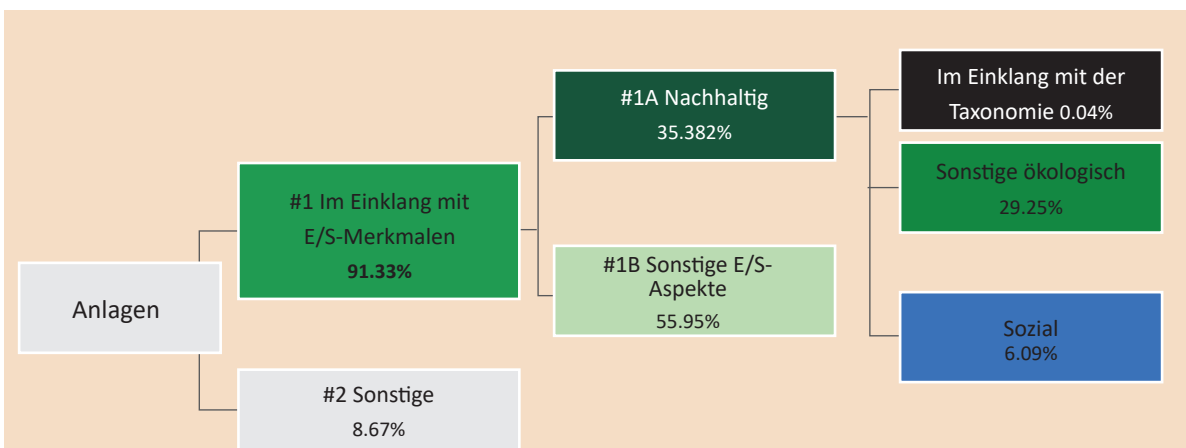 Anlagen
#1 Im Einklang mit
E/S-Merkmalen
91.33%
#2 Sonstige
8.67%
#1A Nachhaltig
35.382%
#1B Sonstige E/S-
Aspekte
55.95%
Im Einklang mit der
Taxonomie 0.04%
Sonstige ökologisch
29.25%
Sozial
6.09%